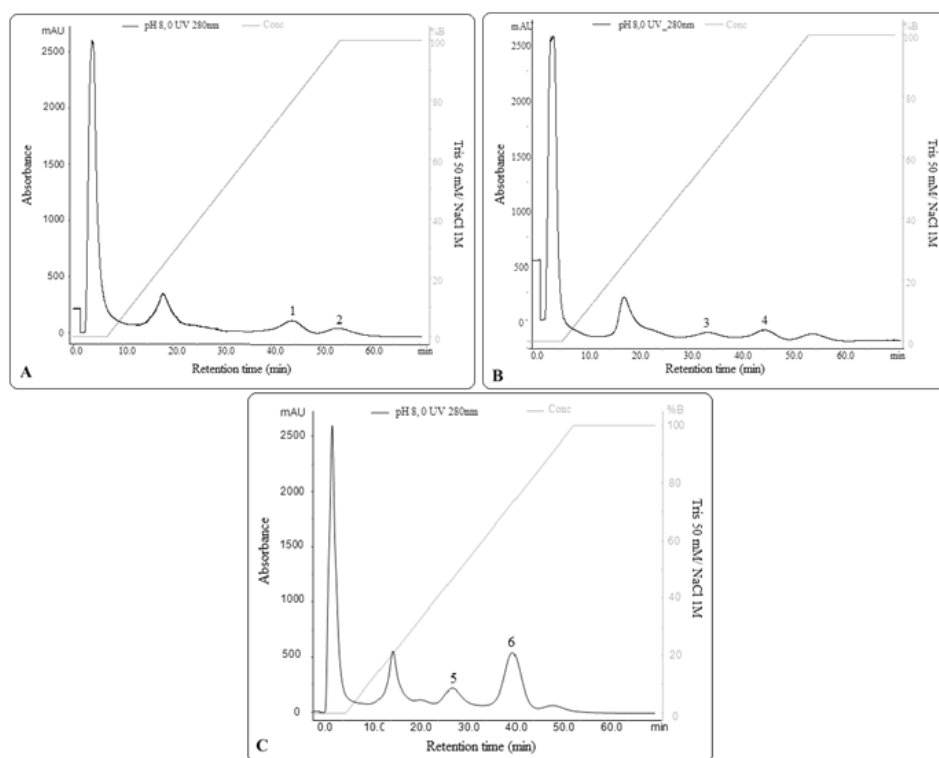 mAU
pH 8, 0 UV 280nm
Conc
%B
2500
2000
1500
1000
500
0
100
80
60
40
20
0
Absorbance
Tris 50 mM/ NaCl 1M
1
2
0.0 10.0 20.0 30.0 40.0 50.0 60.0 min
Retention time (min)
A
mAU
pH 8,0 UV_280nm
Conc
%B
2500
2000
1500
1000
500
0
100
80
60
40
20
0
Absorbance
Tris 50 mM/ NaCl 1M
3
4
0.0 10.0 20.0 30.0 40.0 50.0 60.0 min
Retention time (min)
B
mAU
pH 8, 0 UV 280nm
Conc
%B
2500
2000
1500
1000
500
0
100
80
60
40
20
0
Absorbance
Tris 50 mM/ NaCl 1M
5
6
0.0 10.0 20.0 30.0 40.0 50.0 60.0 min
Retention time (min)
C